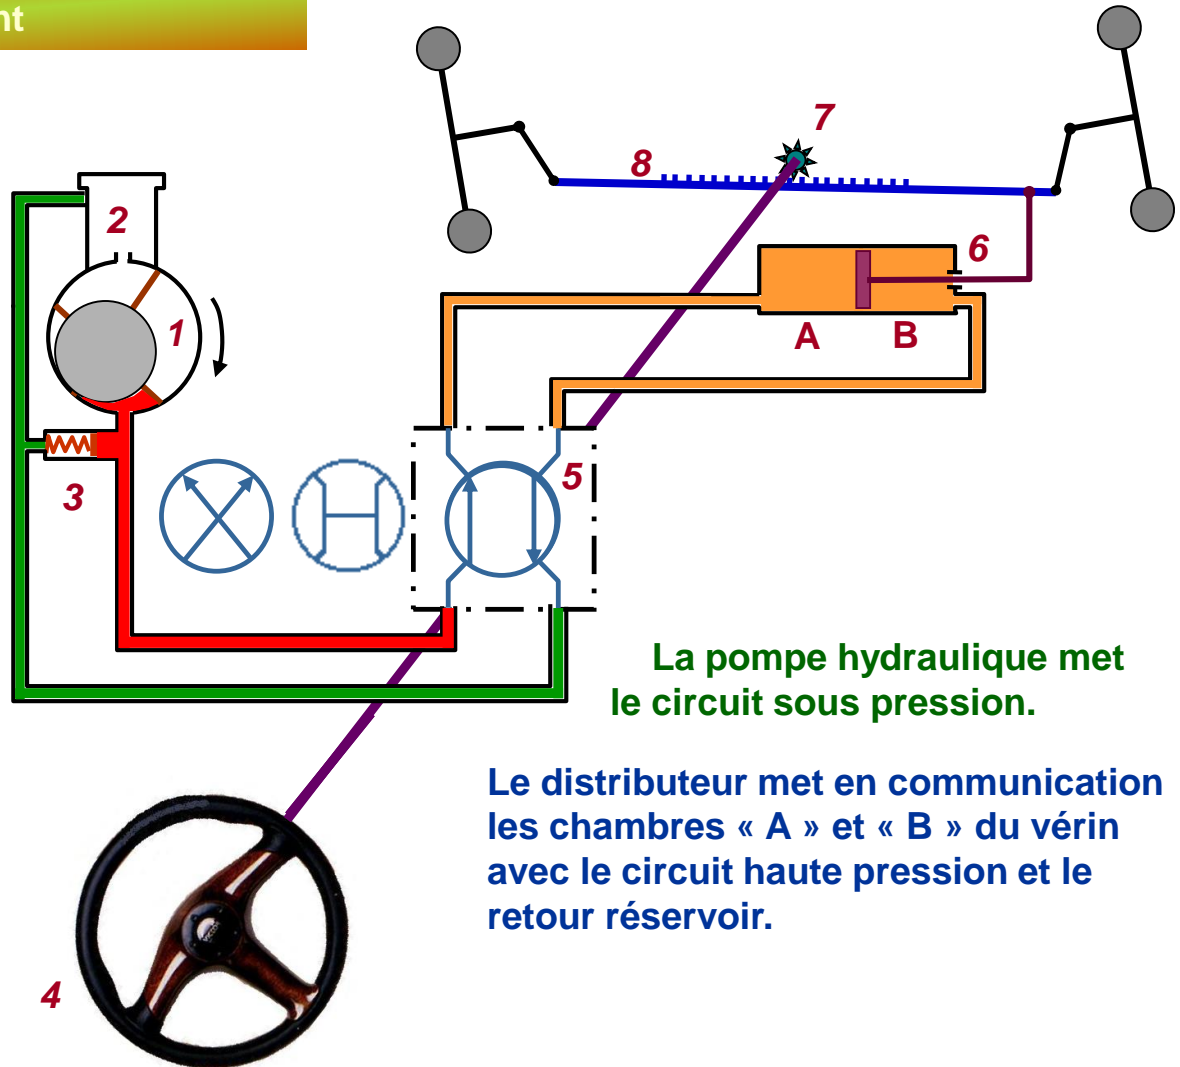 nt
7
8
2
6
1
A B
5
3
La pompe hydraulique met
le circuit sous pression.
Le distributeur met en communication
les chambres « A » et « B » du vérin
avec le circuit haute pression et le
retour réservoir.
4